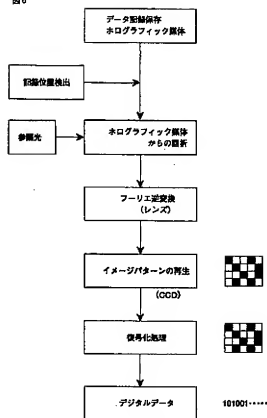 図6
データ記録保存
ホログラフィック媒体
記録位置検出
参照光
ホログラフィック媒体
からの回折
フーリエ逆変換
(レンズ)
イメージパターンの再生
(CCD)
復号化処理
デジタルデータ
101001・・・・・